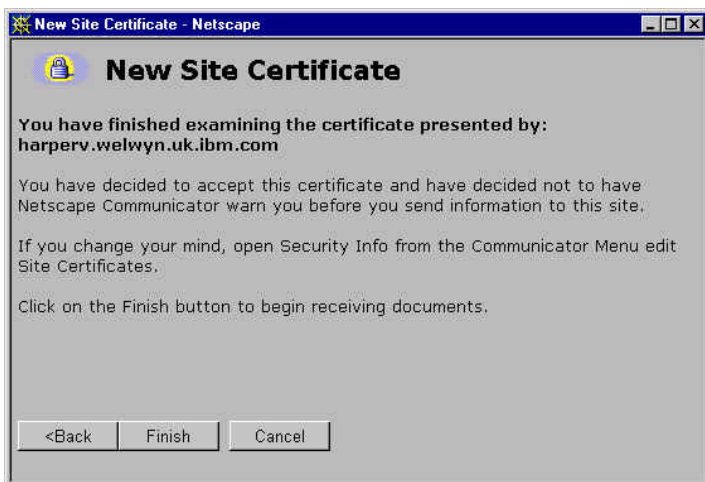 New Site Certificate - Netscape
New Site Certificate
You have finished examining the certificate presented by:
harperv.welwyn.uk.ibm.com
You have decided to accept this certificate and have decided not to have
Netscape Communicator warn you before you send information to this site.
If you change your mind, open Security Info from the Communicator Menu edit
Site Certificates.
Click on the Finish button to begin receiving documents.
<Back Finish Cancel